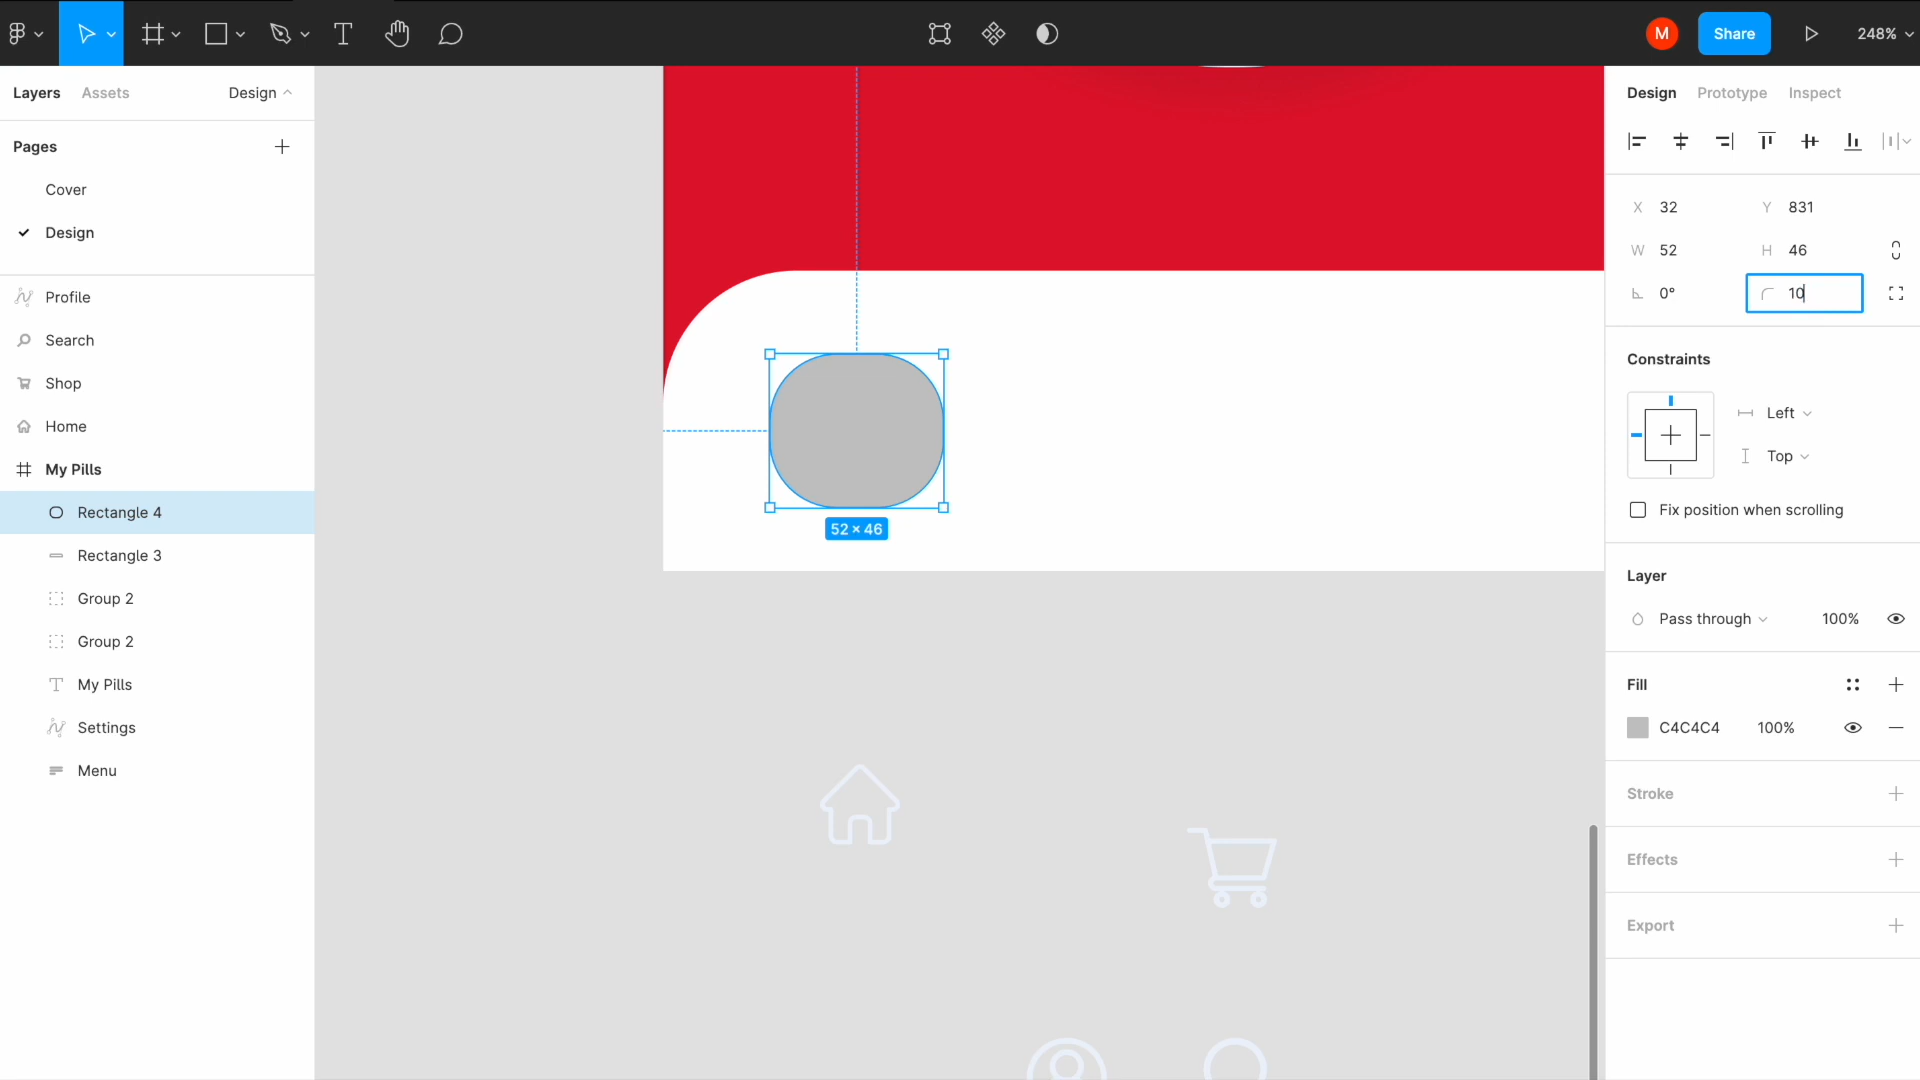 M
Share
248%
Layers
Assets
Design
Pages
Cover
Design
Profile
Search
Shop
Home
My Pills
Rectangle 4
Rectangle 3
Group 2
Group 2
My Pills
Settings
Menu
52 × 46
Design
Prototype
Inspect
X 32
Y 831
W 52
H 46
0°
10
Constraints
Left
Top
Fix position when scrolling
Layer
Pass through
100%
Fill
C4C4C4
100%
Stroke
Effects
Export